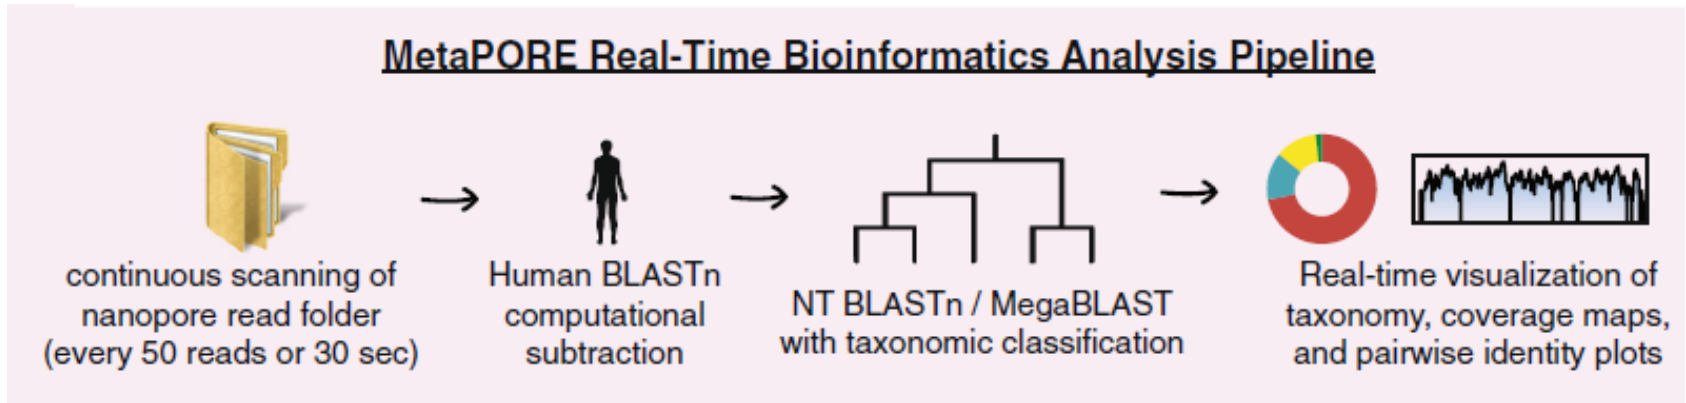 MetaPORE Real-Time Bioinformatics Analysis Pipeline
continuous scanning of
nanopore read folder
(every 50 reads or 30 sec)
Human BLASTn
computational
subtraction
NT BLASTn / MegaBLAST
with taxonomic classification
Real-time visualization of
taxonomy, coverage maps,
and pairwise identity plots